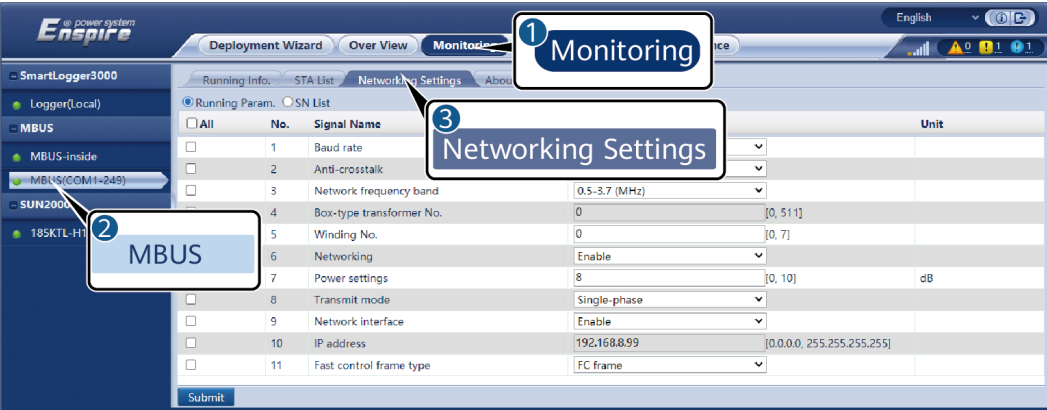 e power system
Enspire
English
Deployment Wizard Over View Monitoring
1
Monitoring
0 1 1
SmartLogger3000
Running Info. STA List Networking Settings Abou
Logger(Local)
Running Param. SN List
MBUS
All No. Signal Name Unit
3
Networking Settings
MBUS-inside
1 Baud rate
MBUS(COM1-249)
2 Anti-crosstalk
3 Network frequency band 0.5-3.7 (MHz)
SUN2000
4 Box-type transformer No. 0 [0, 511]
2
MBUS
185KTL-H1
5 Winding No. 0 [0, 7]
6 Networking Enable
7 Power settings 8 [0, 10] dB
8 Transmit mode Single-phase
9 Network interface Enable
10 IP address 192.168.8.99 [0.0.0.0, 255.255.255.255]
11 Fast control frame type FC frame
Submit